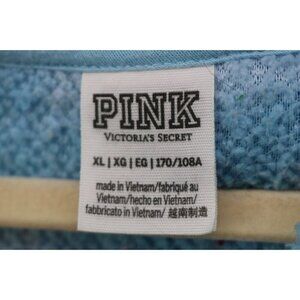 PINK
VICTORIA'S SECRET
XL | XG | EG | 170/108A
made in Vietnam/fabriqué au
Vietnam/hecho en Vietnam/
fabbricato in Vietnam/ 越南制造